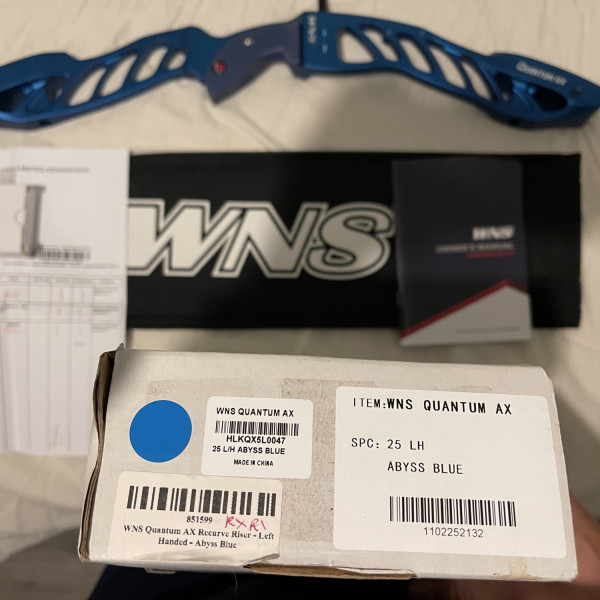 WNS
QUANTUM-AX
WNS
WNS
OWNER'S MANUAL
WNS QUANTUM AX
HLKQX5L0047
25 L/H ABYSS BLUE
MADE IN CHINA
ITEM:WNS QUANTUM AX
SPC: 25 LH
ABYSS BLUE
1102252132
851599 RXR1
WNS Quantum AX Recurve Riser - Left
Handed - Abyss Blue